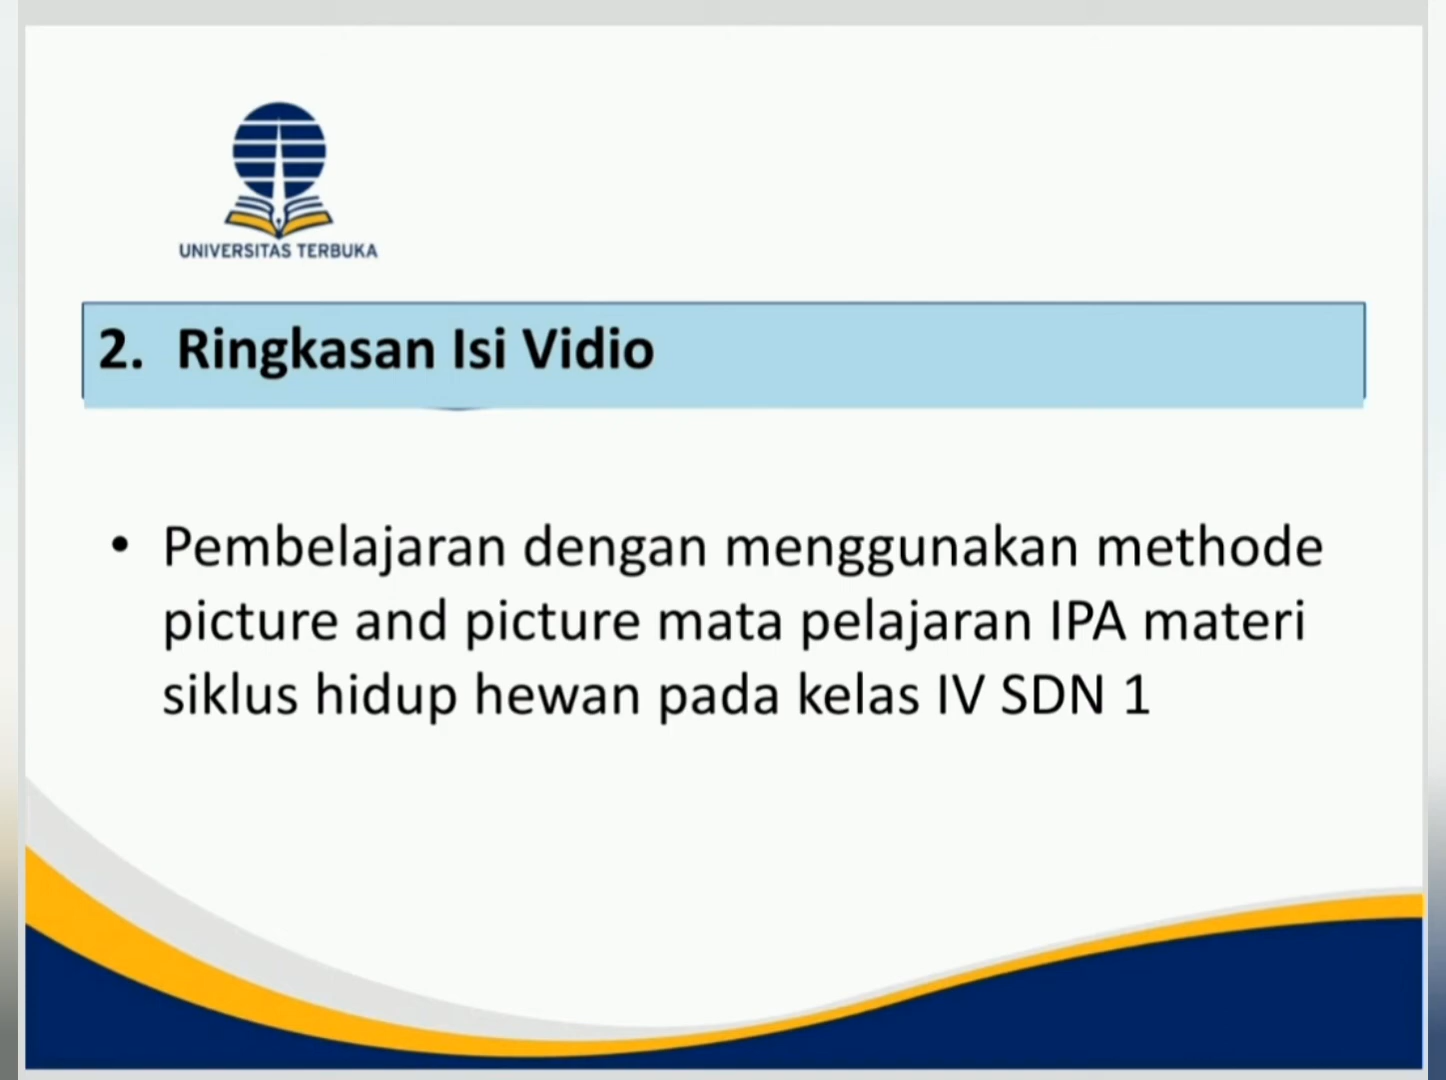 UNIVERSITAS TERBUKA
2. Ringkasan Isi Vidio
• Pembelajaran dengan menggunakan methode
picture and picture mata pelajaran IPA materi
siklus hidup hewan pada kelas IV SDN 1